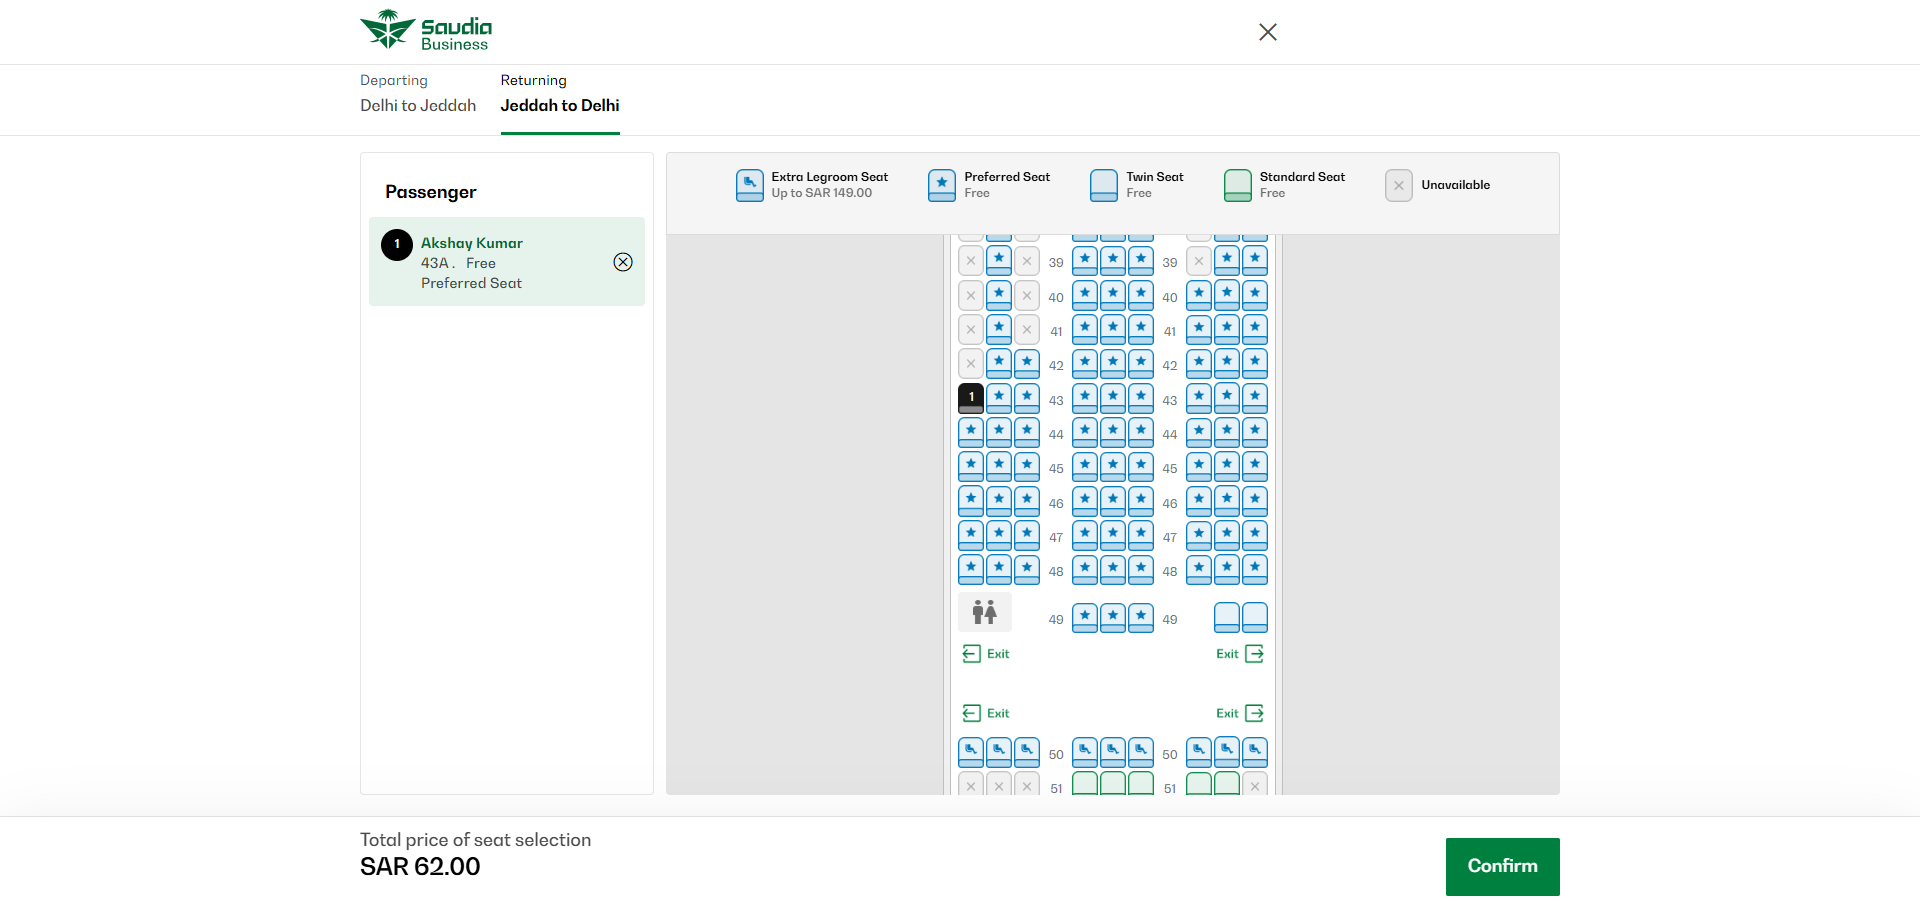 Saudia
Business
Departing
Delhi to Jeddah
Returning
Jeddah to Delhi
Passenger
1
Akshay Kumar
43A. Free
Preferred Seat
Extra Legroom Seat
Up to SAR 149.00
Preferred Seat
Free
Twin Seat
Free
Standard Seat
Free
Unavailable
39 39
40 40
41 41
42 42
1 43 43
44 44
45 45
46 46
47 47
48 48
49 49
Exit Exit
Exit Exit
50 50
51 51
Total price of seat selection
SAR 62.00
Confirm